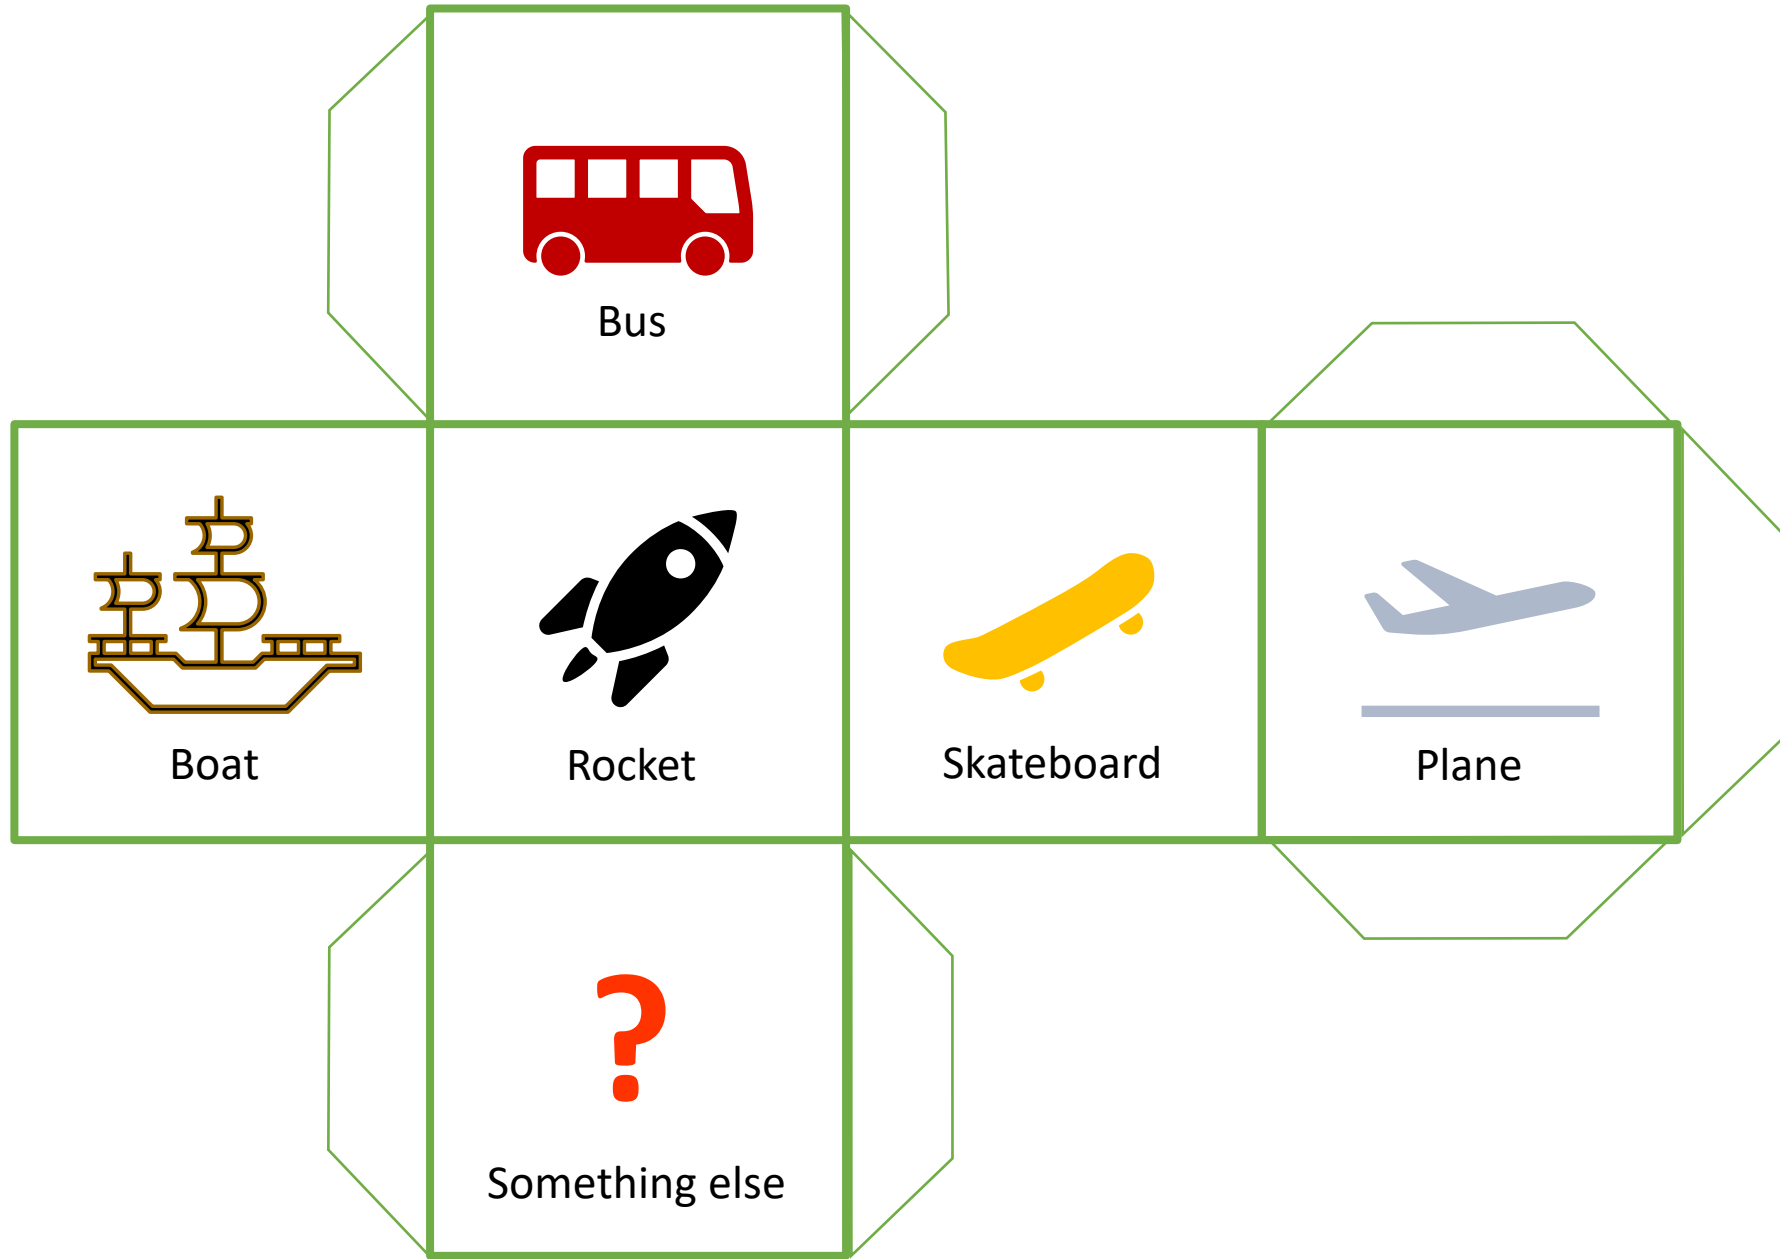 Bus
Boat
Rocket
Skateboard
Plane
?
Something else